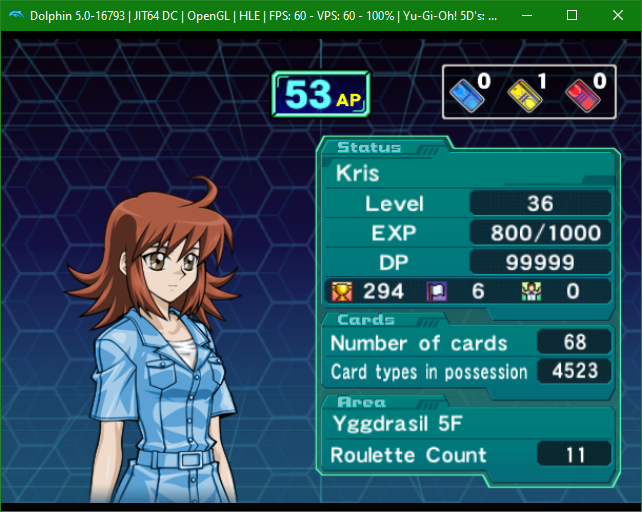 Dolphin 5.0-16793 | JIT64 DC | OpenGL | HLE | FPS: 60 - VPS: 60 - 100% | Yu-Gi-Oh! 5D's: ...
53 AP
0 1 0
Status
Kris
Level 36
EXP 800/1000
DP 99999
294 6 0
Cards
Number of cards 68
Card types in possession 4523
Area
Yggdrasil 5F
Roulette Count 11